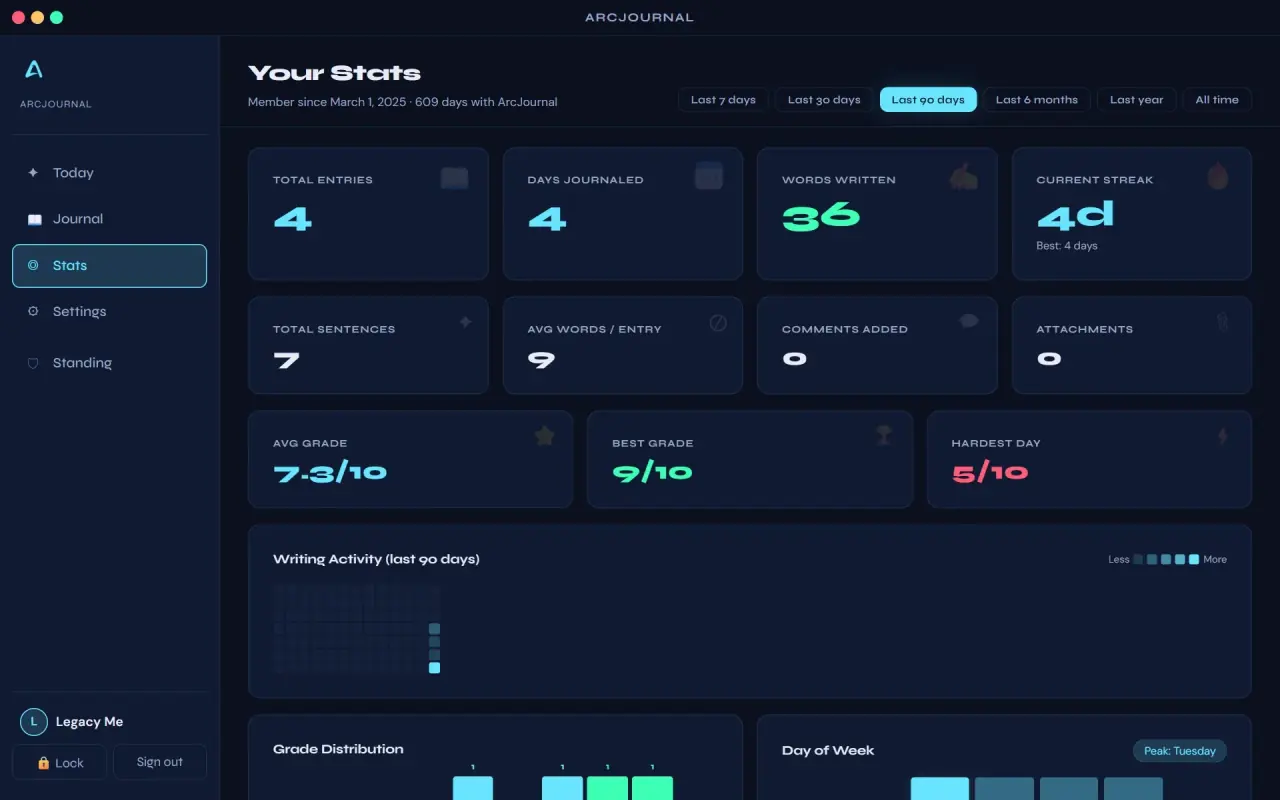 ARCJOURNAL
ARCJOURNAL
Today
Journal
Stats
Settings
Standing
L
Legacy Me
Lock
Sign out
Your Stats
Member since March 1, 2025 · 609 days with ArcJournal
Last 7 days
Last 30 days
Last 90 days
Last 6 months
Last year
All time
TOTAL ENTRIES
4
DAYS JOURNALED
4
WORDS WRITTEN
36
CURRENT STREAK
4d
Best: 4 days
TOTAL SENTENCES
7
AVG WORDS / ENTRY
9
COMMENTS ADDED
0
ATTACHMENTS
0
AVG GRADE
7.3/10
BEST GRADE
9/10
HARDEST DAY
5/10
Writing Activity (last 90 days)
Less
More
Grade Distribution
1
1
1
1
Day of Week
Peak: Tuesday